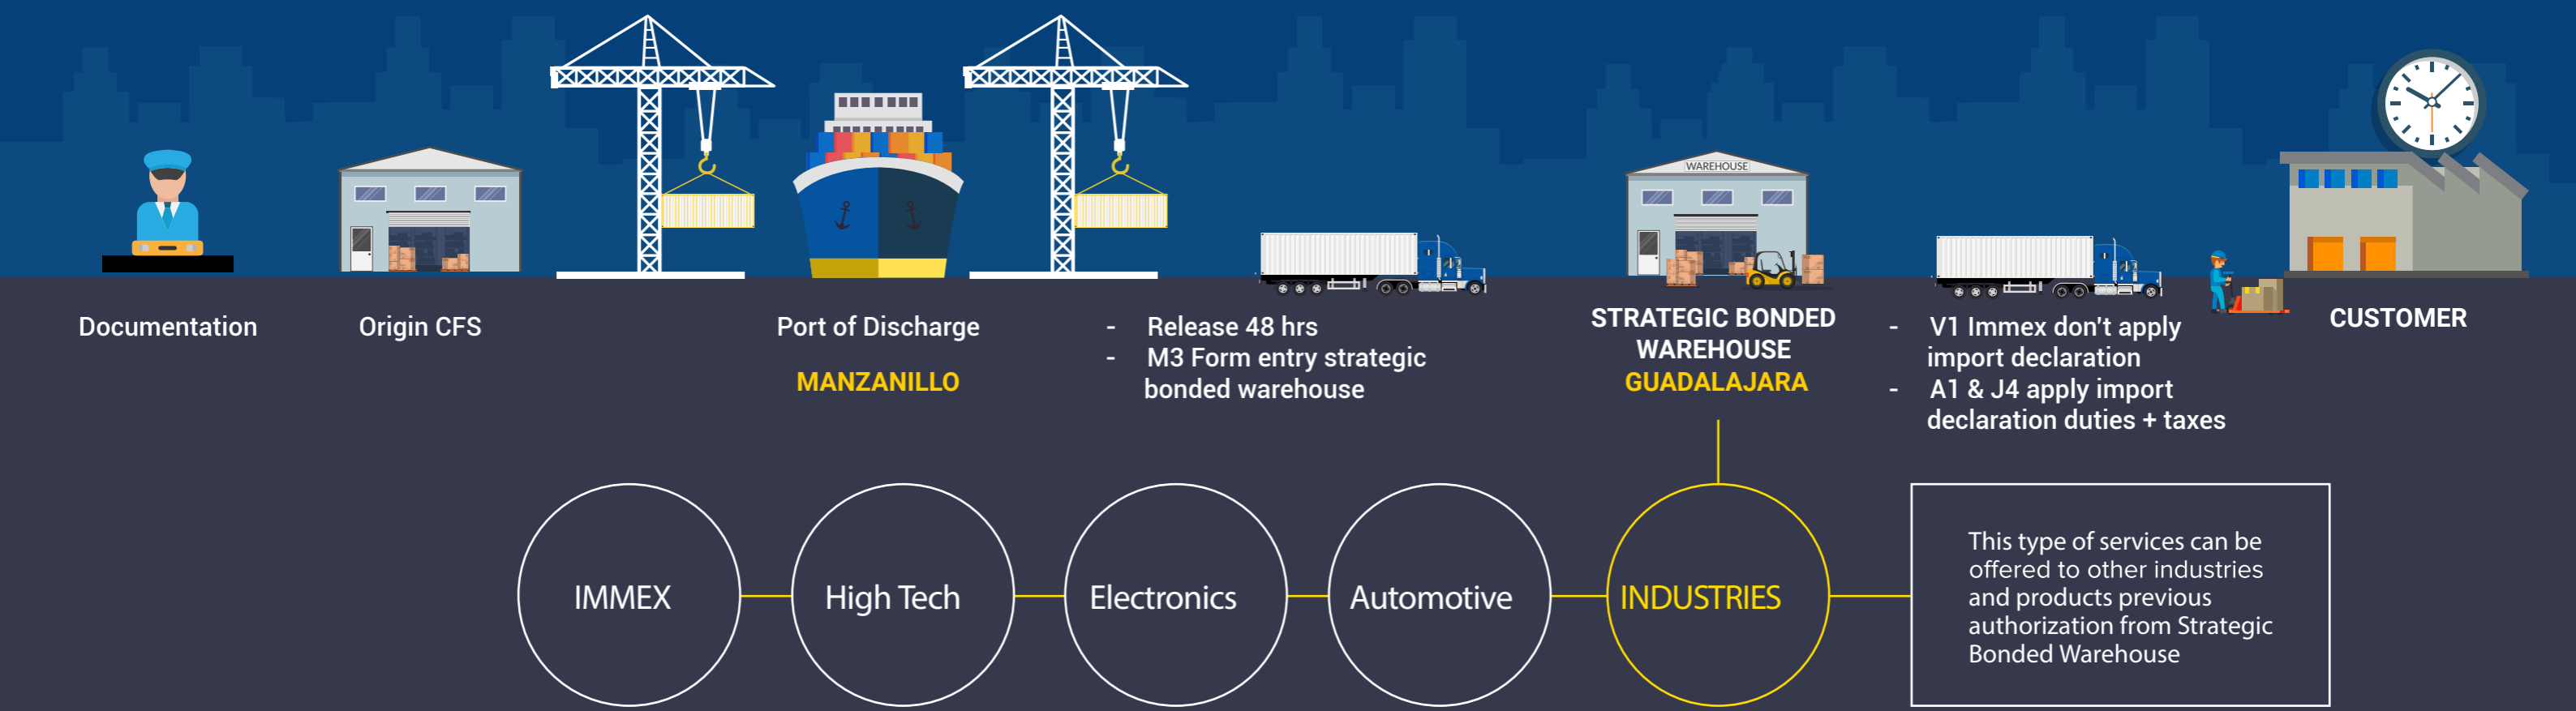 WAREHOUSE
Documentation
Origin CFS
Port of Discharge
MANZANILLO
- Release 48 hrs
- M3 Form entry strategic
bonded warehouse
STRATEGIC BONDED
WAREHOUSE
GUADALAJARA
- V1 Immex don't apply
import declaration
- A1 & J4 apply import
declaration duties + taxes
CUSTOMER
IMMEX
High Tech
Electronics
Automotive
INDUSTRIES
This type of services can be
offered to other industries
and products previous
authorization from Strategic
Bonded Warehouse